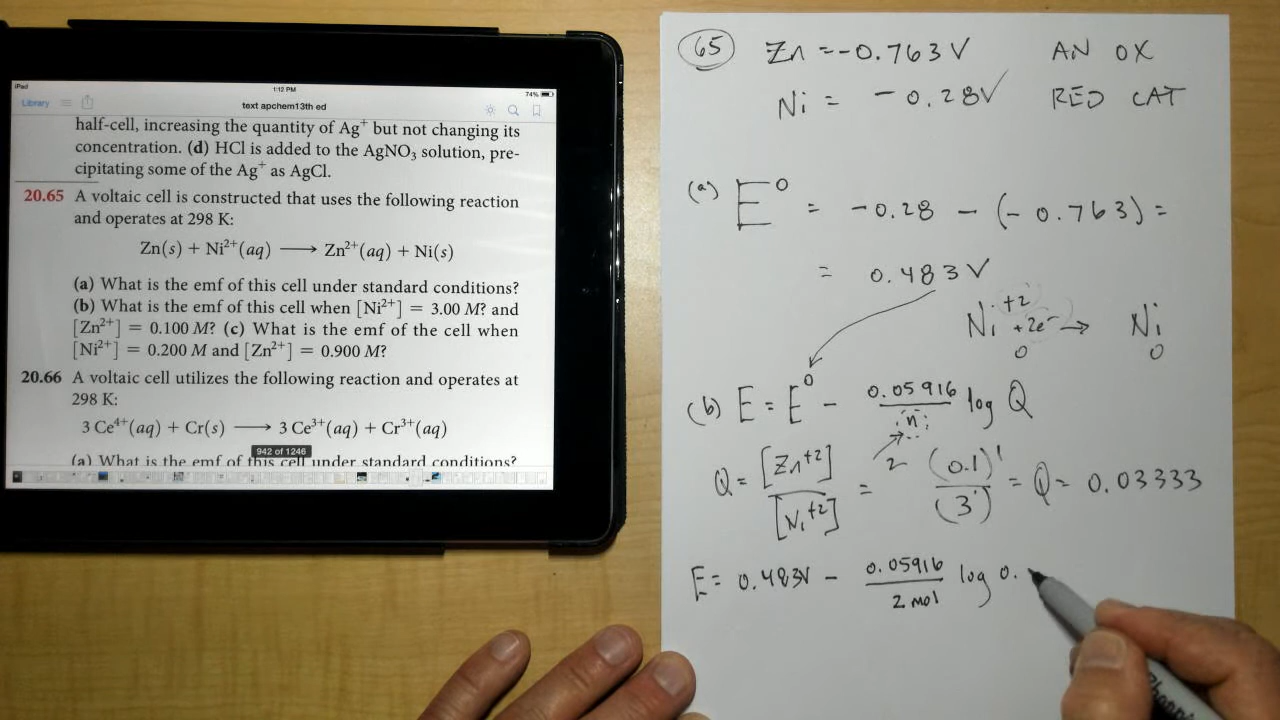 iPad 1:12 PM 74%
Library text apchem13th ed
half-cell, increasing the quantity of Ag⁺ but not changing its
concentration. (d) HCl is added to the AgNO₃ solution, pre-
cipitating some of the Ag⁺ as AgCl.
20.65 A voltaic cell is constructed that uses the following reaction
and operates at 298 K:
Zn(s) + Ni²⁺(aq) ⟶ Zn²⁺(aq) + Ni(s)
(a) What is the emf of this cell under standard conditions?
(b) What is the emf of this cell when [Ni²⁺] = 3.00 M? and
[Zn²⁺] = 0.100 M? (c) What is the emf of the cell when
[Ni²⁺] = 0.200 M and [Zn²⁺] = 0.900 M?
20.66 A voltaic cell utilizes the following reaction and operates at
298 K:
3 Ce⁴⁺(aq) + Cr(s) ⟶ 3 Ce³⁺(aq) + Cr³⁺(aq)
942 of 1246
(a) What is the emf of this cell under standard conditions?
65 Zn = -0.763V AN OX
Ni = -0.28V RED CAT
(a) E⁰ = -0.28 - (-0.763) =
= 0.483V
Ni⁺² +2e⁻ → Ni
0 0
(b) E = E⁰ - 0.05916/n log Q
2
Q = [Zn⁺²]/[Ni⁺²] = (0.1)¹/(3)¹ = Q = 0.03333
E = 0.483V - 0.05916/2 mol log 0.